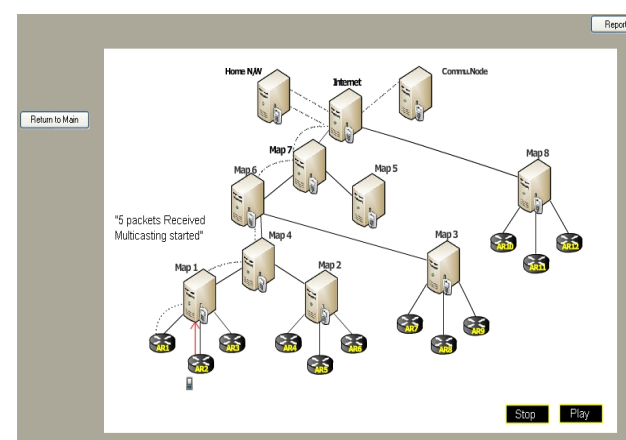 Report
Home N/W
Internet
Commu.Node
Return to Main
Map 7
Map 8
Map 6
Map 5
"5 packets Received
Multicasting started"
Map 4
Map 3
AR10
AR12
AR11
Map 1
Map 2
AR7
AR9
AR8
AR1
AR3
AR4
AR6
AR2
AR5
Stop
Play